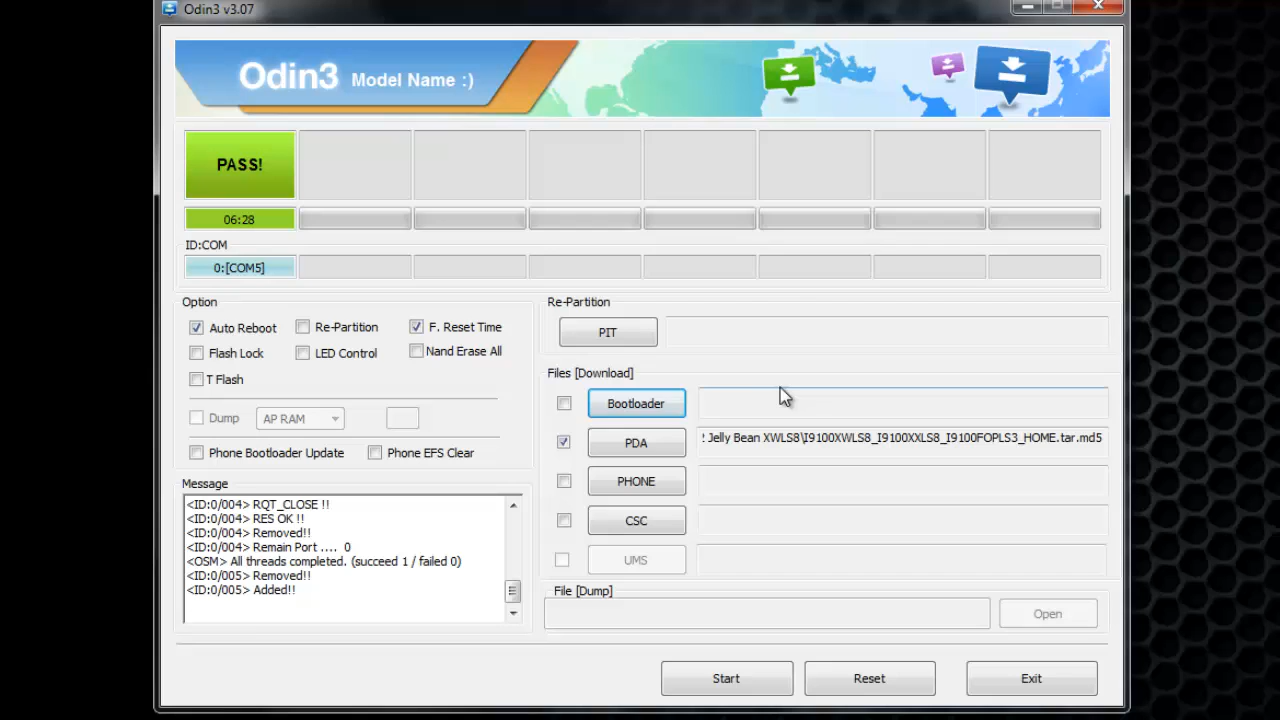 Odin3 v3.07
Odin3 Model Name :)
PASS!
06:28
ID:COM
0:[COM5]
Option
Auto Reboot
Re-Partition
F. Reset Time
Flash Lock
LED Control
Nand Erase All
T Flash
Dump
AP RAM
Phone Bootloader Update
Phone EFS Clear
Message
<ID:0/004> RQT_CLOSE !!
<ID:0/004> RES OK !!
<ID:0/004> Removed!!
<ID:0/004> Remain Port .... 0
<OSM> All threads completed. (succeed 1 / failed 0)
<ID:0/005> Removed!!
<ID:0/005> Added!!
Re-Partition
PIT
Files [Download]
Bootloader
PDA
Jelly Bean XWLS8\I9100XWLS8_I9100XXLS8_I9100FOPLS3_HOME.tar.md5
PHONE
CSC
UMS
File [Dump]
Open
Start
Reset
Exit